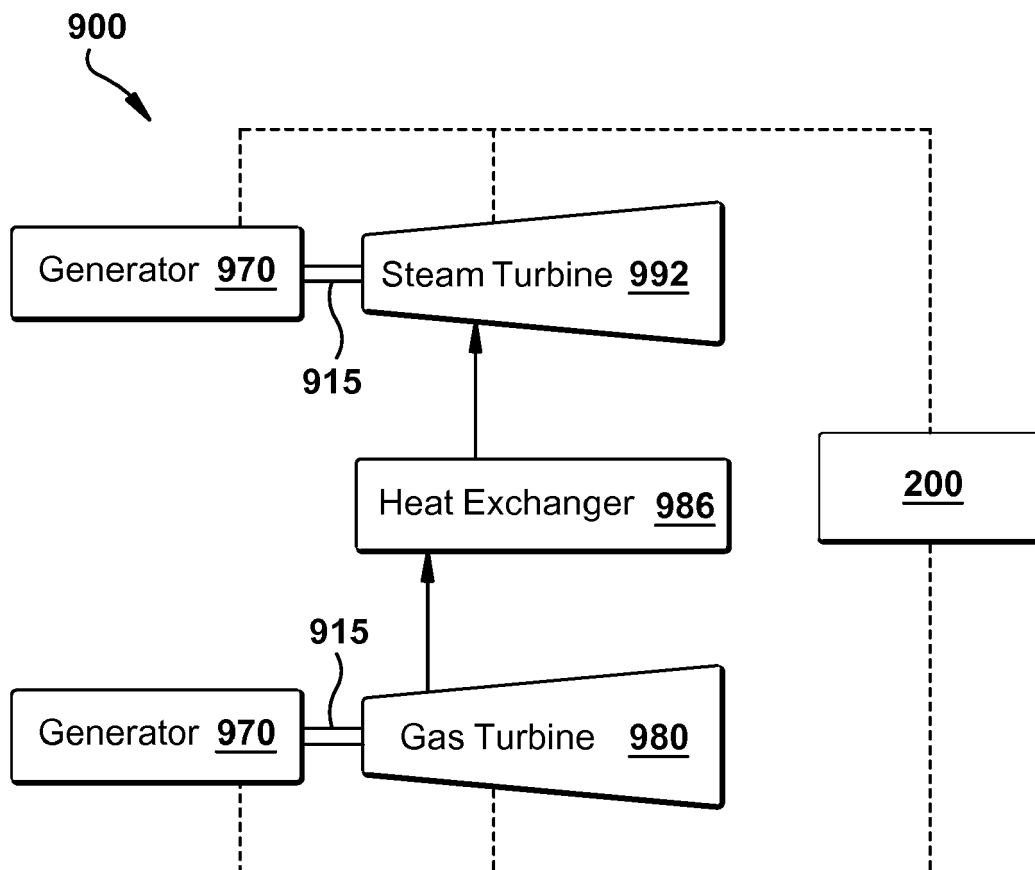 900
Generator 970
Steam Turbine 992
915
Heat Exchanger 986
200
915
Generator 970
Gas Turbine 980